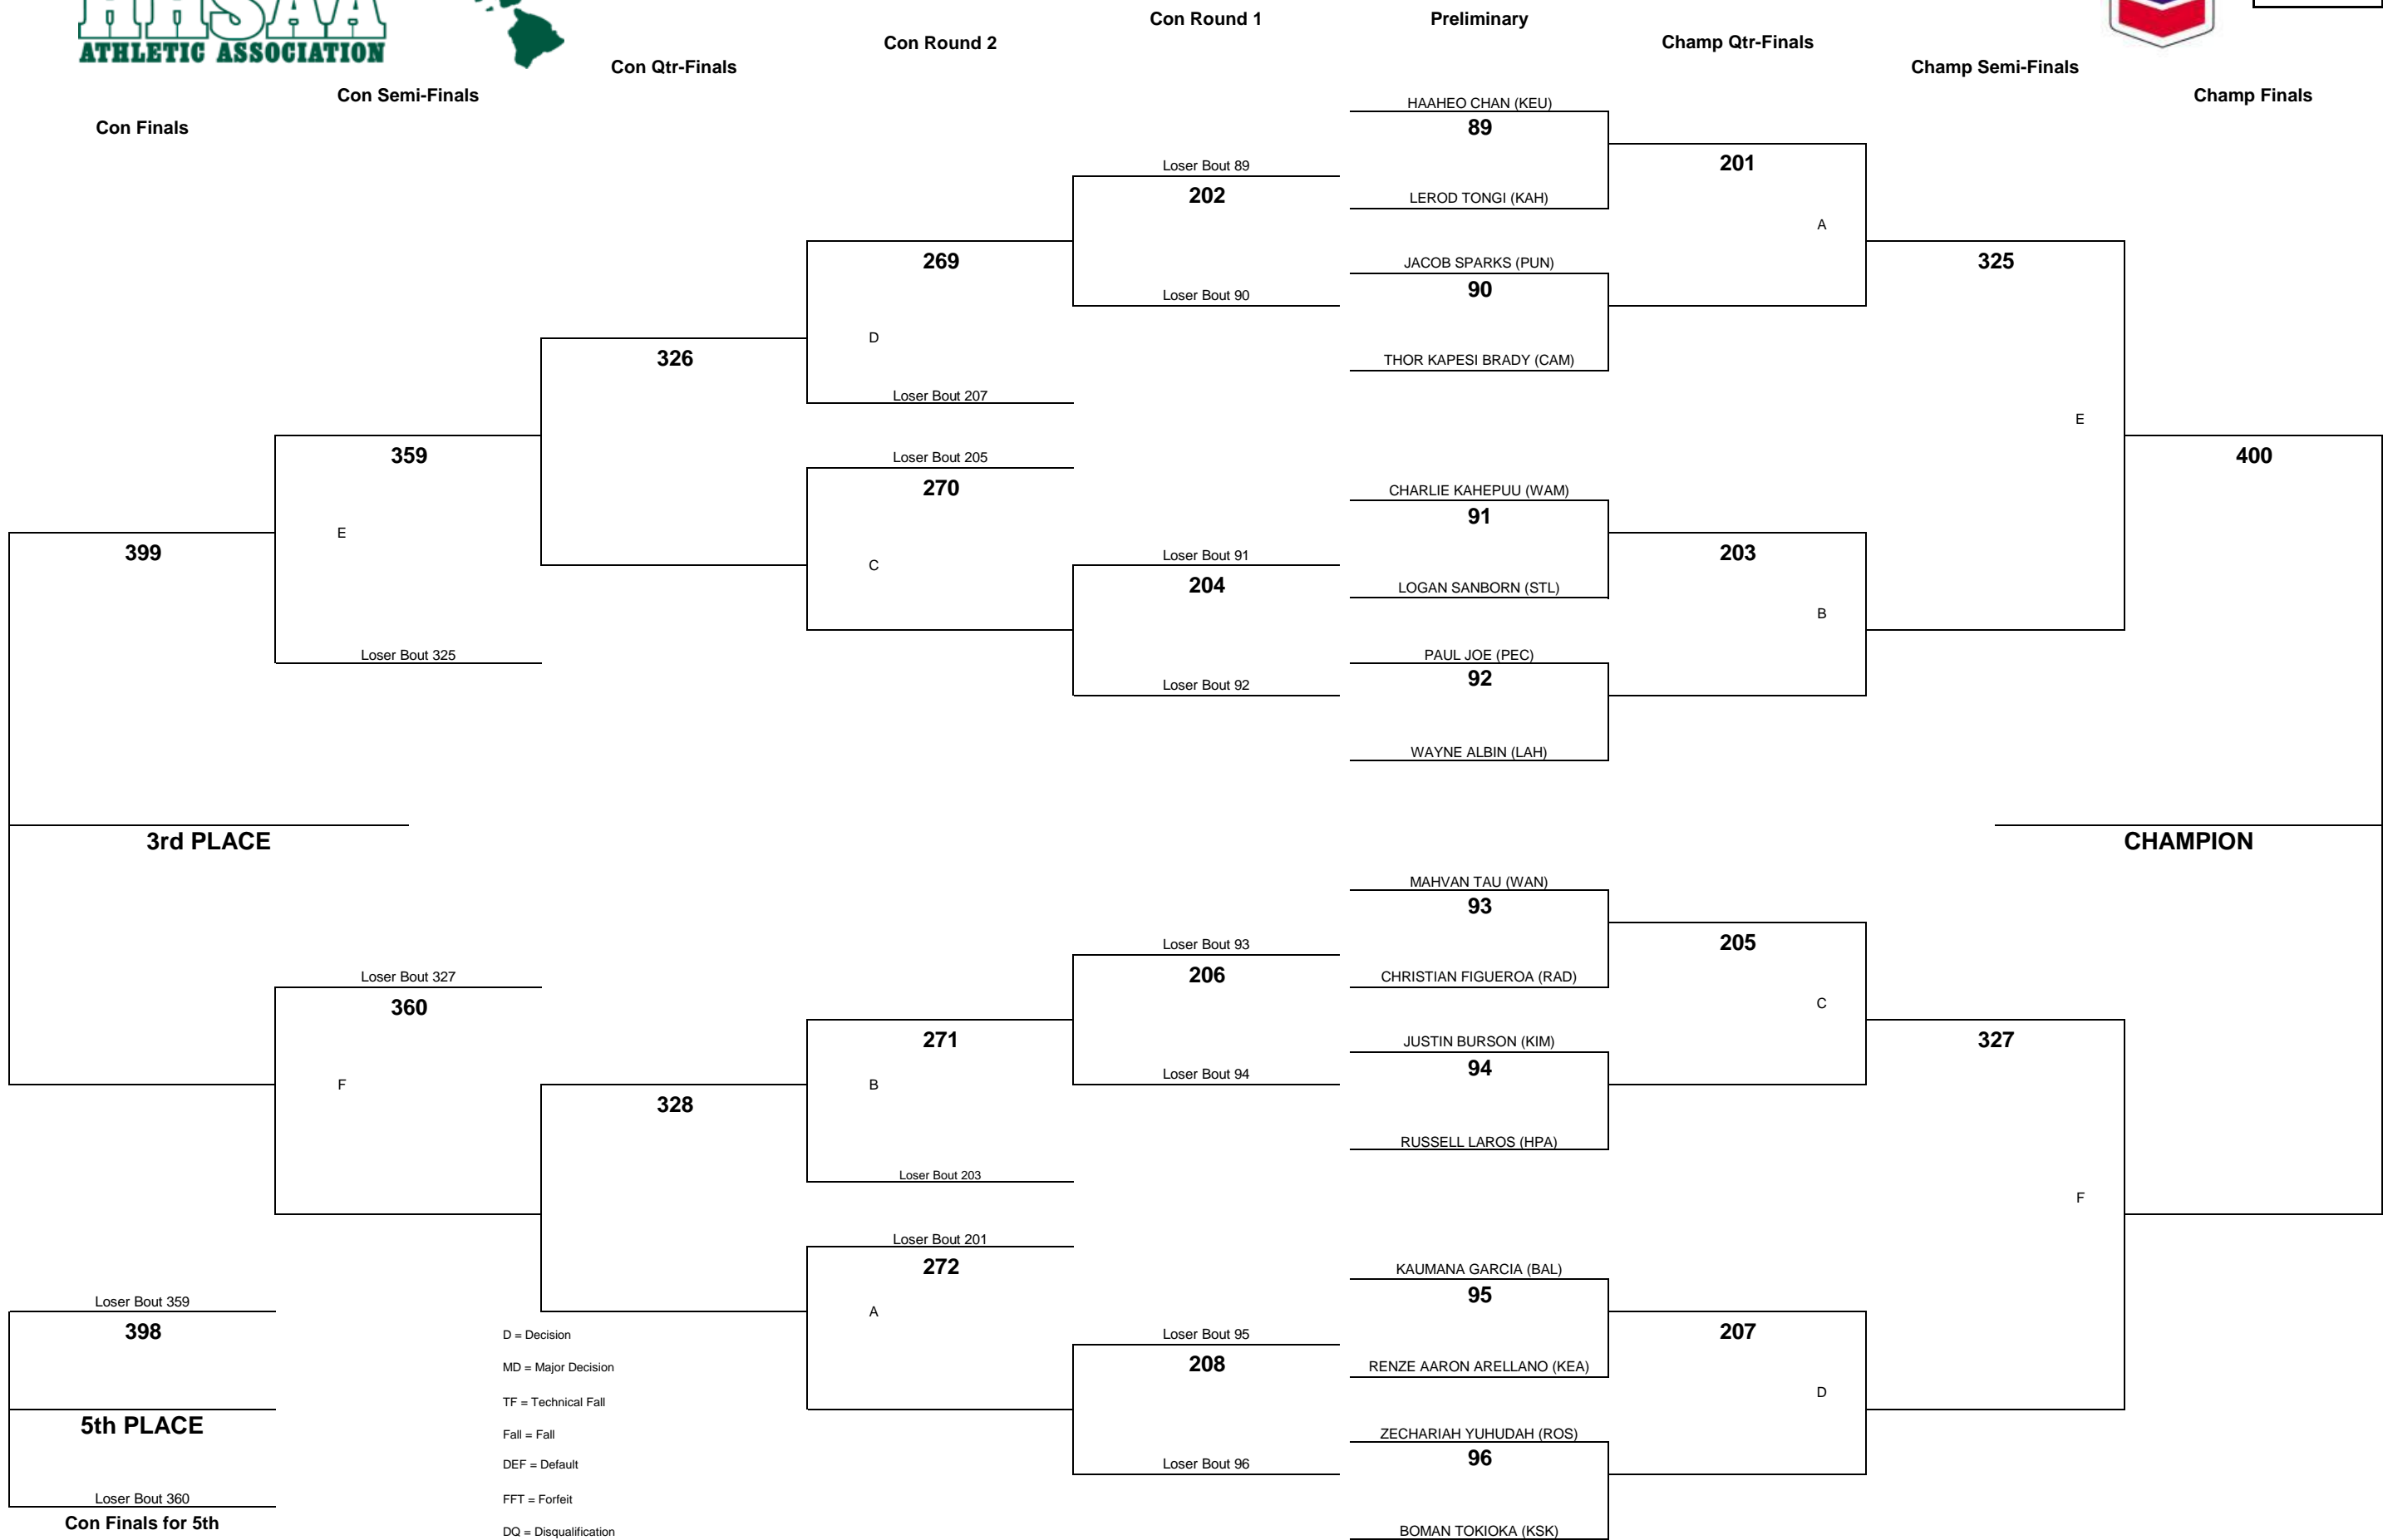 HHSAA
ATHLETIC ASSOCIATION
Con Round 1
Preliminary
Con Round 2
Champ Qtr-Finals
Con Qtr-Finals
Champ Semi-Finals
Con Semi-Finals
Champ Finals
Con Finals
HAAHEO CHAN (KEU)
89
Loser Bout 89
201
202
LEROD TONGI (KAH)
A
269
JACOB SPARKS (PUN)
325
90
Loser Bout 90
D
326
THOR KAPESI BRADY (CAM)
Loser Bout 207
E
359
Loser Bout 205
400
270
CHARLIE KAHEPUU (WAM)
91
E
399
Loser Bout 91
203
C
204
LOGAN SANBORN (STL)
B
Loser Bout 325
PAUL JOE (PEC)
92
Loser Bout 92
WAYNE ALBIN (LAH)
3rd PLACE
CHAMPION
MAHVAN TAU (WAN)
93
Loser Bout 93
205
Loser Bout 327
206
CHRISTIAN FIGUEROA (RAD)
360
C
271
JUSTIN BURSON (KIM)
327
94
F
B
Loser Bout 94
328
RUSSELL LAROS (HPA)
Loser Bout 203
F
Loser Bout 201
272
KAUMANA GARCIA (BAL)
95
Loser Bout 359
A
398
D = Decision
Loser Bout 95
207
MD = Major Decision
208
RENZE AARON ARELLANO (KEA)
D
TF = Technical Fall
5th PLACE
Fall = Fall
ZECHARIAH YUHUDAH (ROS)
96
DEF = Default
Loser Bout 96
Loser Bout 360
FFT = Forfeit
Con Finals for 5th
DQ = Disqualification
BOMAN TOKIOKA (KSK)